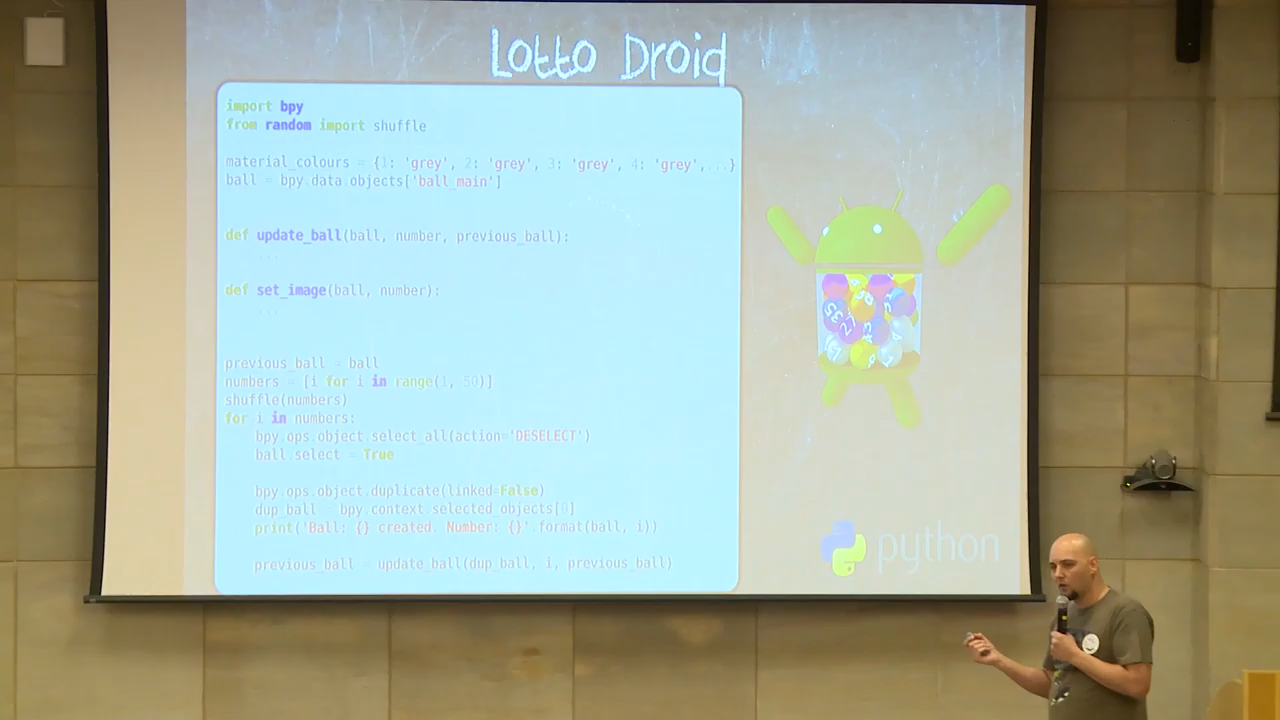 Lotto Droid
import bpy
from random import shuffle
material_colours = {1: 'grey', 2: 'grey', 3: 'grey', 4: 'grey',...}
ball = bpy.data.objects['ball_main']
def update_ball(ball, number, previous_ball):
...
def set_image(ball, number):
...
previous_ball = ball
numbers = [i for i in range(1, 50)]
shuffle(numbers)
for i in numbers:
bpy.ops.object.select_all(action='DESELECT')
ball.select = True
bpy.ops.object.duplicate(linked=False)
dup_ball = bpy.context.selected_objects[0]
print('Ball: {} created. Number: {}'.format(ball, i))
previous_ball = update_ball(dup_ball, i, previous_ball)
35
python